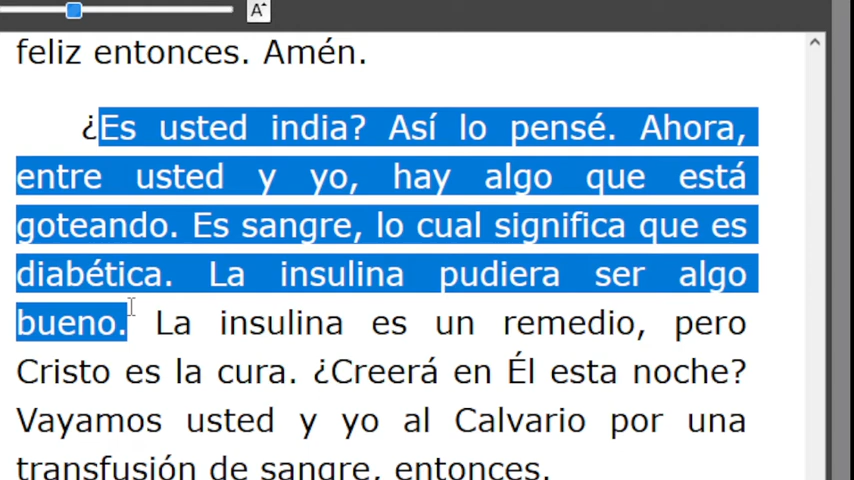 A
feliz entonces. Amén.
¿Es usted india? Así lo pensé. Ahora,
entre usted y yo, hay algo que está
goteando. Es sangre, lo cual significa que es
diabética. La insulina pudiera ser algo
bueno. La insulina es un remedio, pero
Cristo es la cura. ¿Creerá en Él esta noche?
Vayamos usted y yo al Calvario por una
transfusión de sangre, entonces.